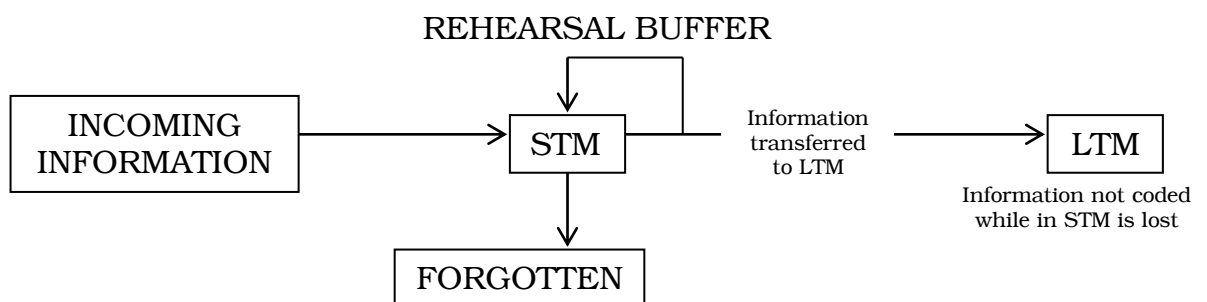 REHEARSAL BUFFER
INCOMING
INFORMATION
STM
Information
transferred
to LTM
LTM
Information not coded
while in STM is lost
FORGOTTEN